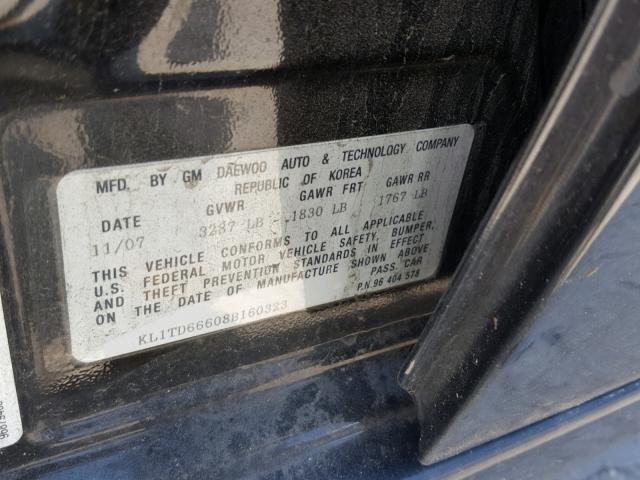 MFD. BY GM DAEWOO AUTO & TECHNOLOGY COMPANY
REPUBLIC OF KOREA
DATE GVWR GAWR FRT GAWR RR
11/07 3237 LB 1830 LB 1767 LB
THIS VEHICLE CONFORMS TO ALL APPLICABLE
U.S. FEDERAL MOTOR VEHICLE SAFETY, BUMPER,
AND THEFT PREVENTION STANDARDS IN EFFECT
ON THE DATE OF MANUFACTURE SHOWN ABOVE
PASS. CAR
KL1TD66608B160323
P.N.96 404 578